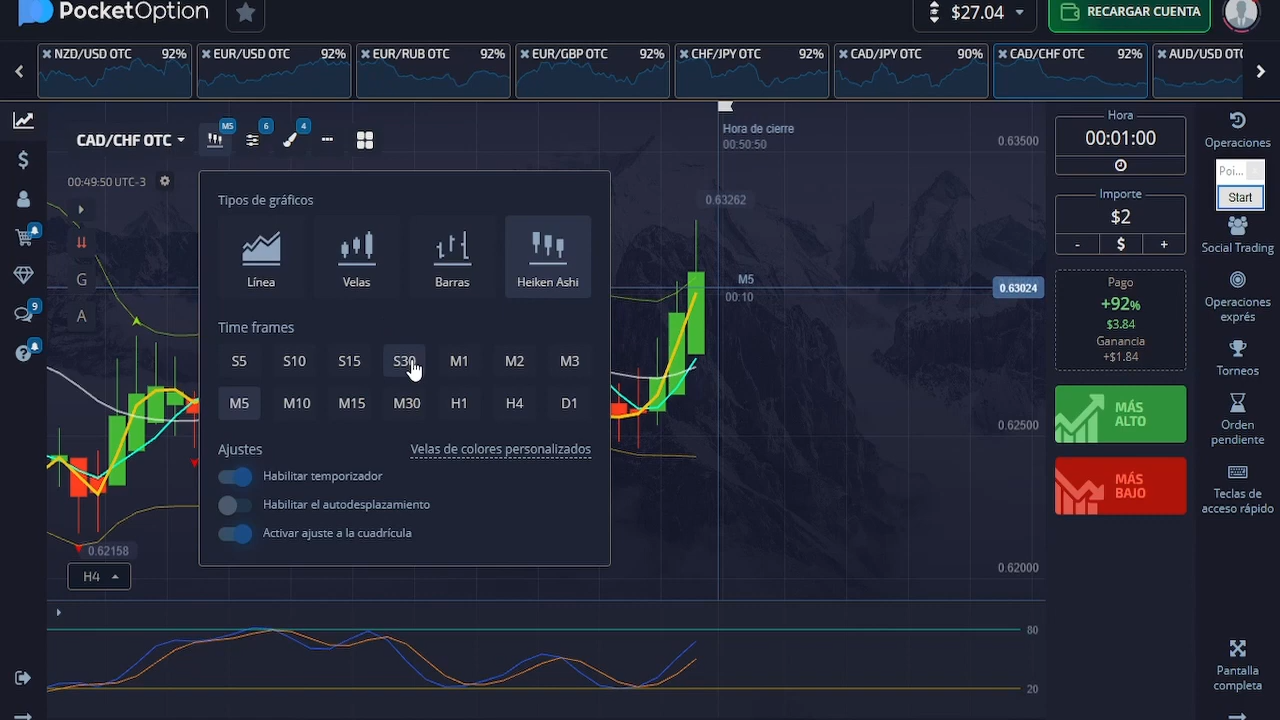 PocketOption
$27.04
RECARGAR CUENTA
NZD/USD OTC 92%
EUR/USD OTC 92%
EUR/RUB OTC 92%
EUR/GBP OTC 92%
CHF/JPY OTC 92%
CAD/JPY OTC 90%
CAD/CHF OTC 92%
AUD/USD OTC
CAD/CHF OTC
M5
6
4
00:49:50 UTC-3
G
A
Tipos de gráficos
Línea
Velas
Barras
Heiken Ashi
Time frames
S5 S10 S15 S30 M1 M2 M3
M5 M10 M15 M30 H1 H4 D1
Ajustes
Velas de colores personalizados
Habilitar temporizador
Habilitar el autodesplazamiento
Activar ajuste a la cuadrícula
0.62158
H4
Hora de cierre
00:50:50
0.63262
M5
00:10
0.63500
0.63024
0.62500
0.62000
80
20
Hora
00:01:00
Importe
$2
- $ +
Pago
+92%
$3.84
Ganancia
+$1.84
MÁS
ALTO
MÁS
BAJO
Operaciones
Poi...
Start
Social Trading
Operaciones
exprés
Torneos
Orden
pendiente
Teclas de
acceso rápido
Pantalla
completa
9